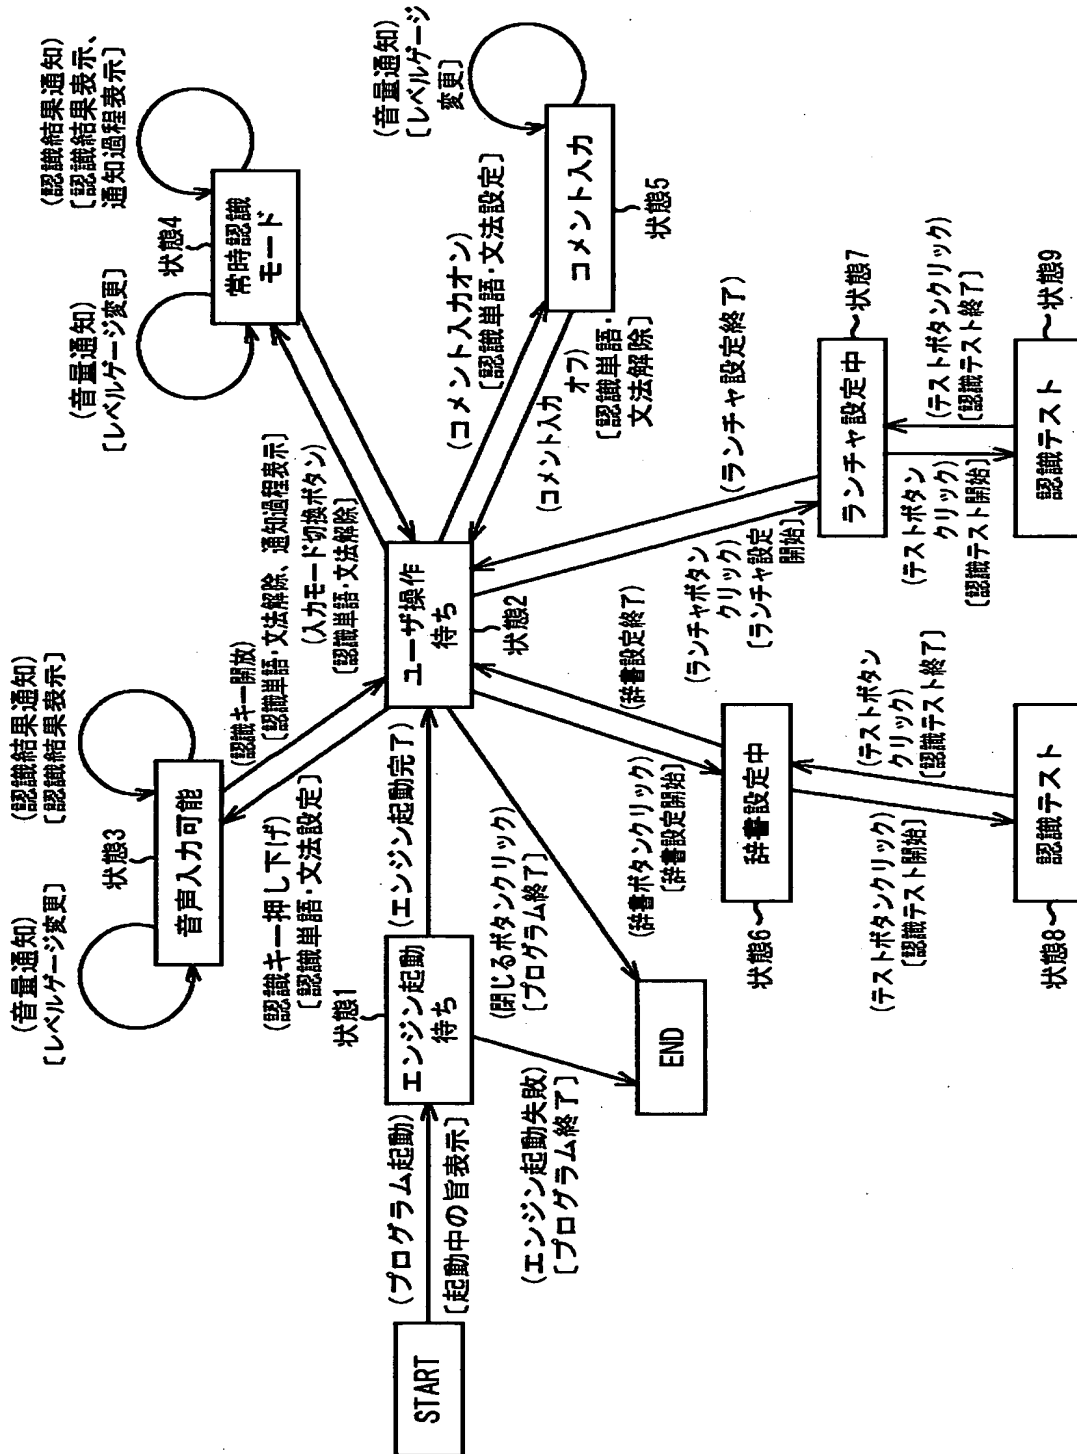 START
(プログラム起動)
[起動中の旨表示]
状態1
エンジン起動
待ち
(エンジン起動失敗)
[プログラム終了]
END
(エンジン起動完了)
(閉じるボタンクリック)
[プログラム終了]
ユーザ操作
待ち
状態2
(音量通知)
[レベルゲージ変更]
状態3
音声入力可能
(認識結果通知)
[認識結果表示]
(認識キー押し下げ)
[認識単語・文法設定]
(認識キー開放)
[認識単語・文法解除、通知過程表示]
(入力モード切換ボタン)
[認識単語・文法解除]
(音量通知)
[レベルゲージ変更]
状態4
常時認識
モード
(認識結果通知)
[認識結果表示、
通知過程表示]
(コメント入力オン)
[認識単語・文法設定]
(コメント入力
オフ)
[認識単語・
文法解除]
コメント入力
状態5
(音量通知)
[レベルゲージ
変更]
(辞書ボタンクリック)
[辞書設定開始]
(辞書設定終了)
状態6
辞書設定中
(テストボタンクリック)
[認識テスト開始]
(テストボタン
クリック)
[認識テスト終了]
状態8
認識テスト
(ランチャボタン
クリック)
[ランチャ設定
開始]
(ランチャ設定終了)
ランチャ設定中
状態7
(テストボタン
クリック)
[認識テスト開始]
(テストボタンクリック)
[認識テスト終了]
認識テスト
状態9